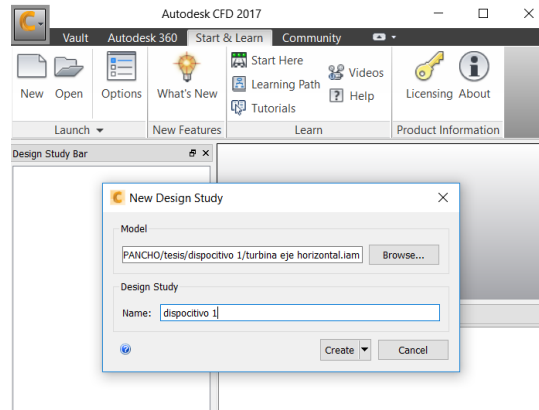 Autodesk CFD 2017
Vault Autodesk 360 Start & Learn Community
New Open Options What's New Start Here Learning Path Tutorials Videos Help Licensing About
Launch New Features Learn Product Information
Design Study Bar
New Design Study
Model
PANCHO/tesis/dispocitivo 1/turbina eje horizontal.iam Browse...
Design Study
Name: dispocitivo 1
Create Cancel